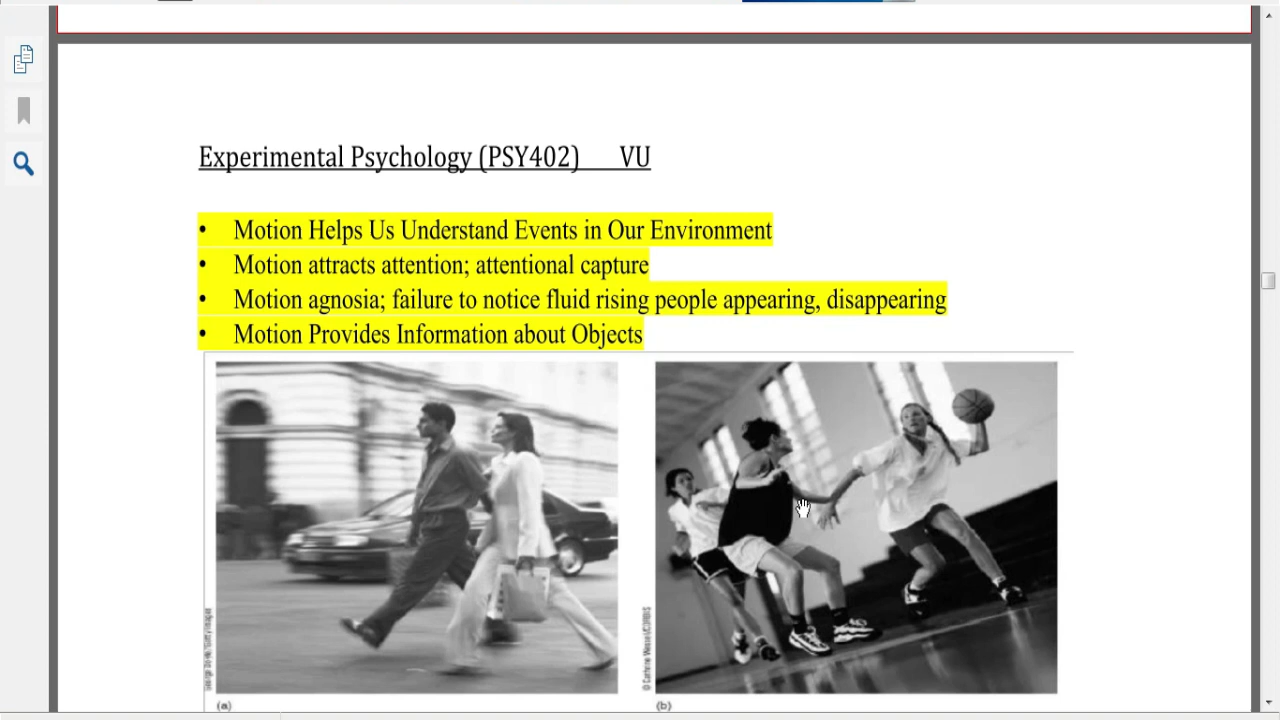 Experimental Psychology (PSY402) VU
• Motion Helps Us Understand Events in Our Environment
• Motion attracts attention; attentional capture
• Motion agnosia; failure to notice fluid rising people appearing, disappearing
• Motion Provides Information about Objects
(a)
(b)